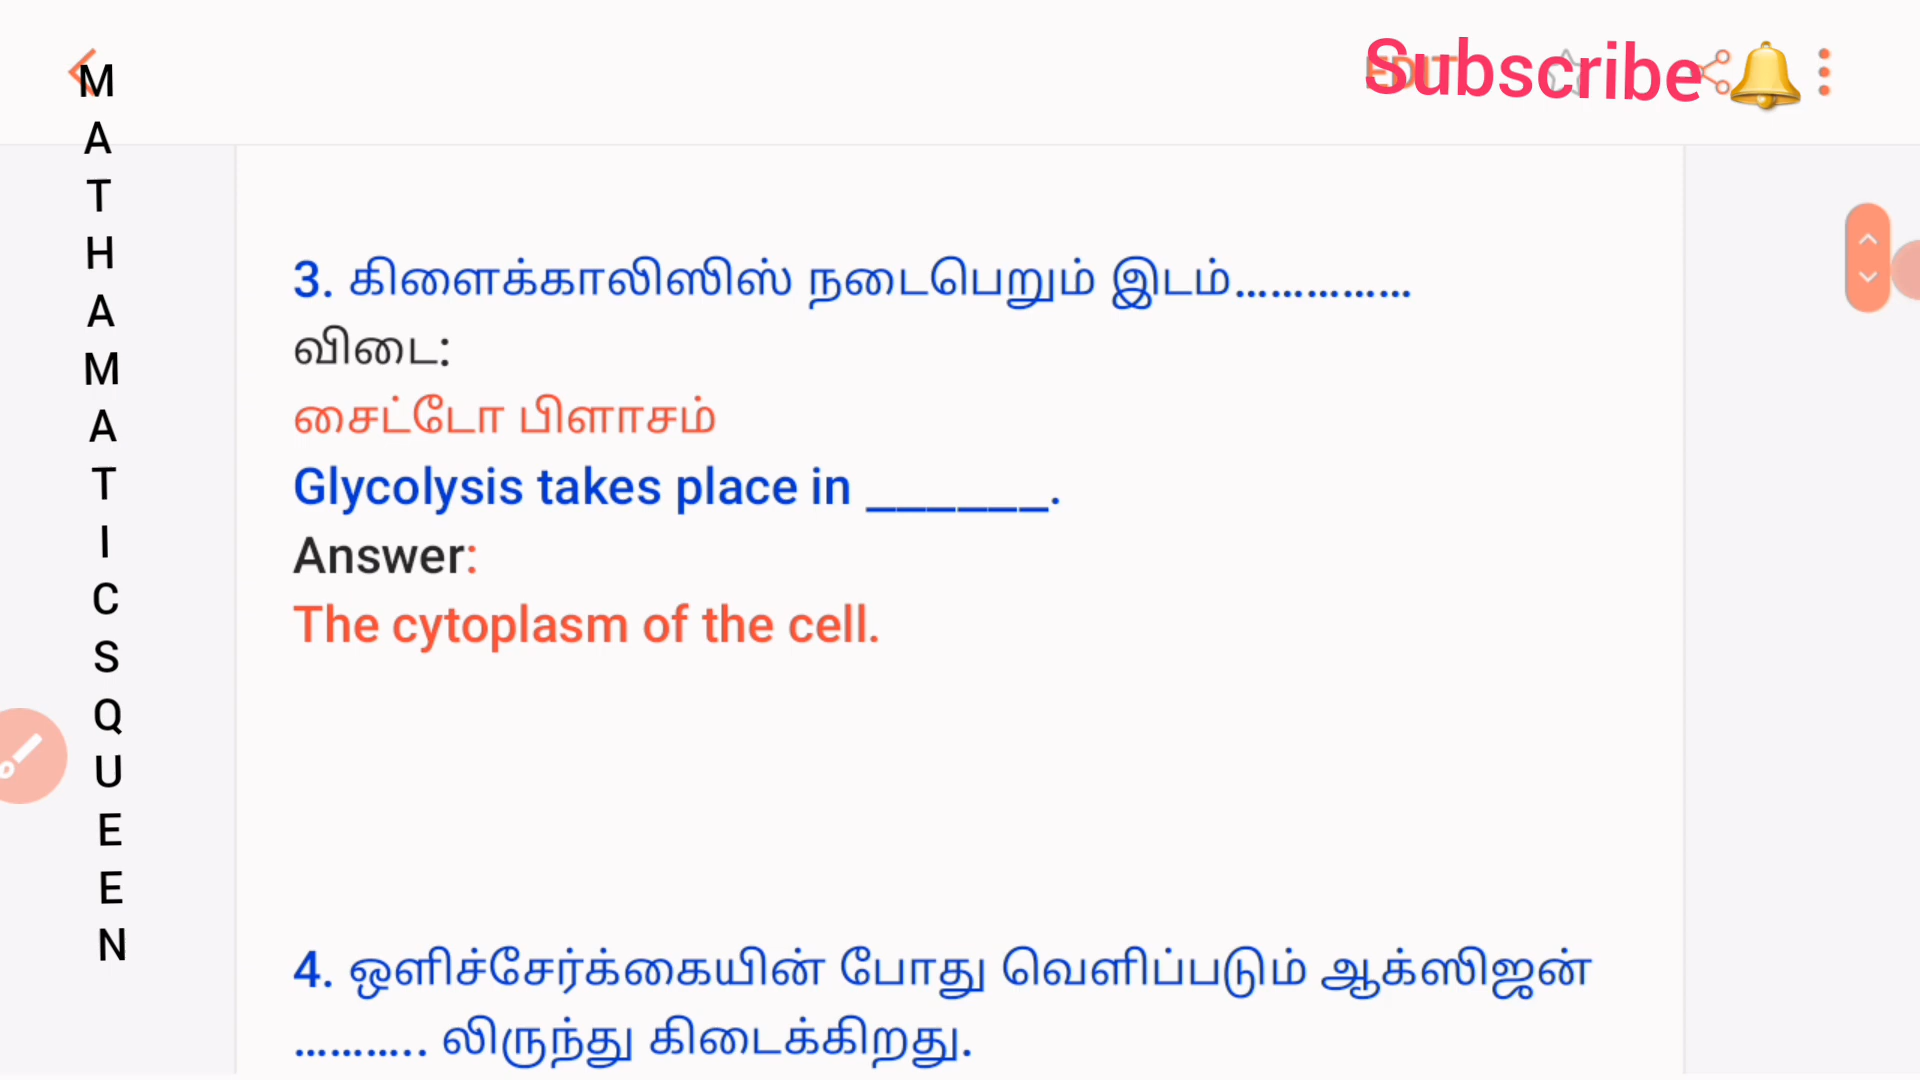 Subscribe🔔
MATHAMATICSQUEEN
3. கிளைக்காலிஸிஸ் நடைபெறும் இடம்……………
விடை:
சைட்டோ பிளாசம்
Glycolysis takes place in ______.
Answer:
The cytoplasm of the cell.
4. ஒளிச்சேர்க்கையின் போது வெளிப்படும் ஆக்ஸிஜன்
……….. லிருந்து கிடைக்கிறது.